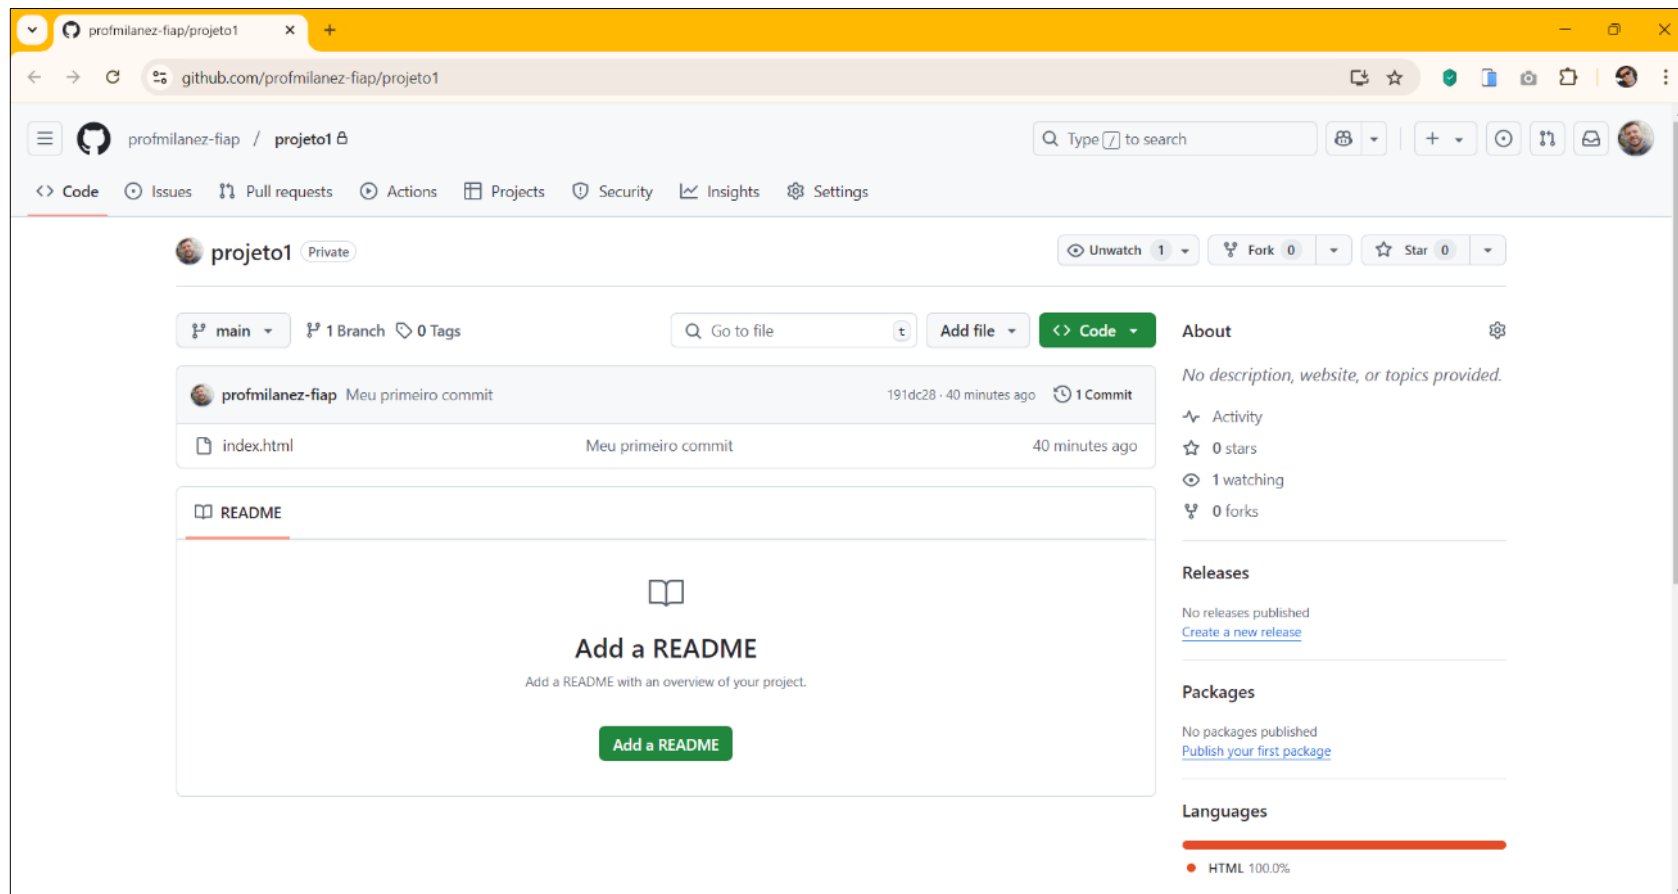 profmilanez-fiap/projeto1
github.com/profmilanez-fiap/projeto1
profmilanez-fiap / projeto1
Type / to search
Code Issues Pull requests Actions Projects Security Insights Settings
projeto1 Private
Unwatch 1 Fork 0 Star 0
main 1 Branch 0 Tags
Go to file t Add file <> Code
profmilanez-fiap Meu primeiro commit 191dc28 · 40 minutes ago 1 Commit
index.html Meu primeiro commit 40 minutes ago
README
Add a README
Add a README with an overview of your project.
Add a README
About
No description, website, or topics provided.
Activity
0 stars
1 watching
0 forks
Releases
No releases published
Create a new release
Packages
No packages published
Publish your first package
Languages
HTML 100.0%